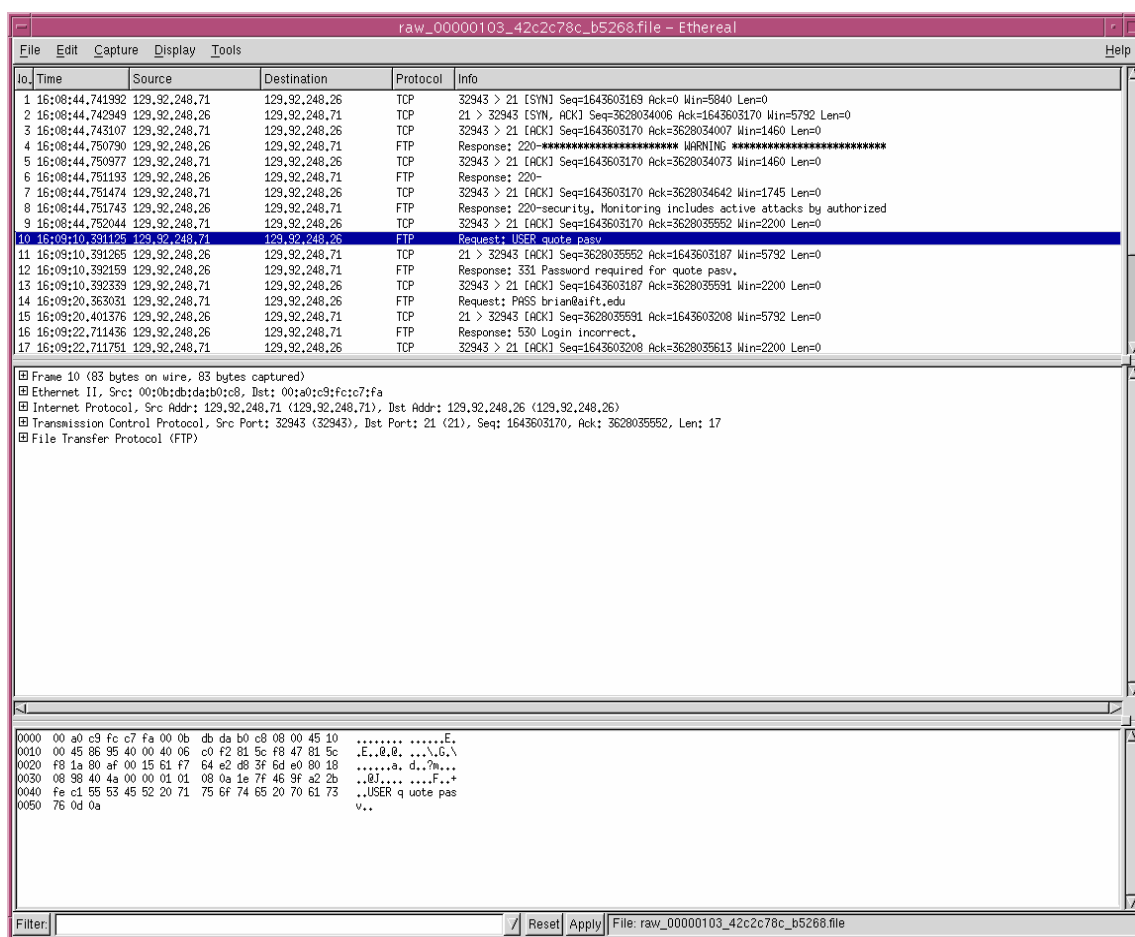 raw_00000103_42c2c78c_b5268.file – Ethereal
File Edit Capture Display Tools Help
lo. Time Source Destination Protocol Info
1 16:08:44.741992 129.92.248.71 129.92.248.26 TCP 32943 > 21 [SYN] Seq=1643603169 Ack=0 Win=5840 Len=0
2 16:08:44.742949 129.92.248.26 129.92.248.71 TCP 21 > 32943 [SYN, ACK] Seq=3628034006 Ack=1643603170 Win=5792 Len=0
3 16:08:44.743107 129.92.248.71 129.92.248.26 TCP 32943 > 21 [ACK] Seq=1643603170 Ack=3628034007 Win=1460 Len=0
4 16:08:44.750790 129.92.248.26 129.92.248.71 FTP Response: 220-*********************** WARNING **************************
5 16:08:44.750977 129.92.248.71 129.92.248.26 TCP 32943 > 21 [ACK] Seq=1643603170 Ack=3628034073 Win=1460 Len=0
6 16:08:44.751193 129.92.248.26 129.92.248.71 FTP Response: 220-
7 16:08:44.751474 129.92.248.71 129.92.248.26 TCP 32943 > 21 [ACK] Seq=1643603170 Ack=3628034642 Win=1745 Len=0
8 16:08:44.751743 129.92.248.26 129.92.248.71 FTP Response: 220-security. Monitoring includes active attacks by authorized
9 16:08:44.752044 129.92.248.71 129.92.248.26 TCP 32943 > 21 [ACK] Seq=1643603170 Ack=3628035552 Win=2200 Len=0
10 16:09:10.391125 129.92.248.71 129.92.248.26 FTP Request: USER quote pasv
11 16:09:10.391265 129.92.248.26 129.92.248.71 TCP 21 > 32943 [ACK] Seq=3628035552 Ack=1643603187 Win=5792 Len=0
12 16:09:10.392159 129.92.248.26 129.92.248.71 FTP Response: 331 Password required for quote pasv.
13 16:09:10.392339 129.92.248.71 129.92.248.26 TCP 32943 > 21 [ACK] Seq=1643603187 Ack=3628035591 Win=2200 Len=0
14 16:09:20.363031 129.92.248.71 129.92.248.26 FTP Request: PASS brian@aift.edu
15 16:09:20.401376 129.92.248.26 129.92.248.71 TCP 21 > 32943 [ACK] Seq=3628035591 Ack=1643603208 Win=5792 Len=0
16 16:09:22.711436 129.92.248.26 129.92.248.71 FTP Response: 530 Login incorrect.
17 16:09:22.711751 129.92.248.71 129.92.248.26 TCP 32943 > 21 [ACK] Seq=1643603208 Ack=3628035613 Win=2200 Len=0
Frame 10 (83 bytes on wire, 83 bytes captured)
Ethernet II, Src: 00:0b:db:da:b0:c8, Dst: 00:a0:c9:fc:c7:fa
Internet Protocol, Src Addr: 129.92.248.71 (129.92.248.71), Dst Addr: 129.92.248.26 (129.92.248.26)
Transmission Control Protocol, Src Port: 32943 (32943), Dst Port: 21 (21), Seq: 1643603170, Ack: 3628035552, Len: 17
File Transfer Protocol (FTP)
0000 00 a0 c9 fc c7 fa 00 0b db da b0 c8 08 00 45 10 ........ ......E.
0010 00 45 86 95 40 00 40 06 c0 f2 81 5c f8 47 81 5c .E..@.@. ...\.G.\
0020 f8 1a 80 af 00 15 61 f7 64 e2 d8 3f 6d e0 80 18 ......a. d..?m...
0030 08 98 40 4a 00 00 01 01 08 0a 1e 7f 46 9f a2 2b ..@J.... ....F..+
0040 fe c1 55 53 45 52 20 71 75 6f 74 65 20 70 61 73 ..USER q uote pas
0050 76 0d 0a v..
Filter: Reset Apply File: raw_00000103_42c2c78c_b5268.file